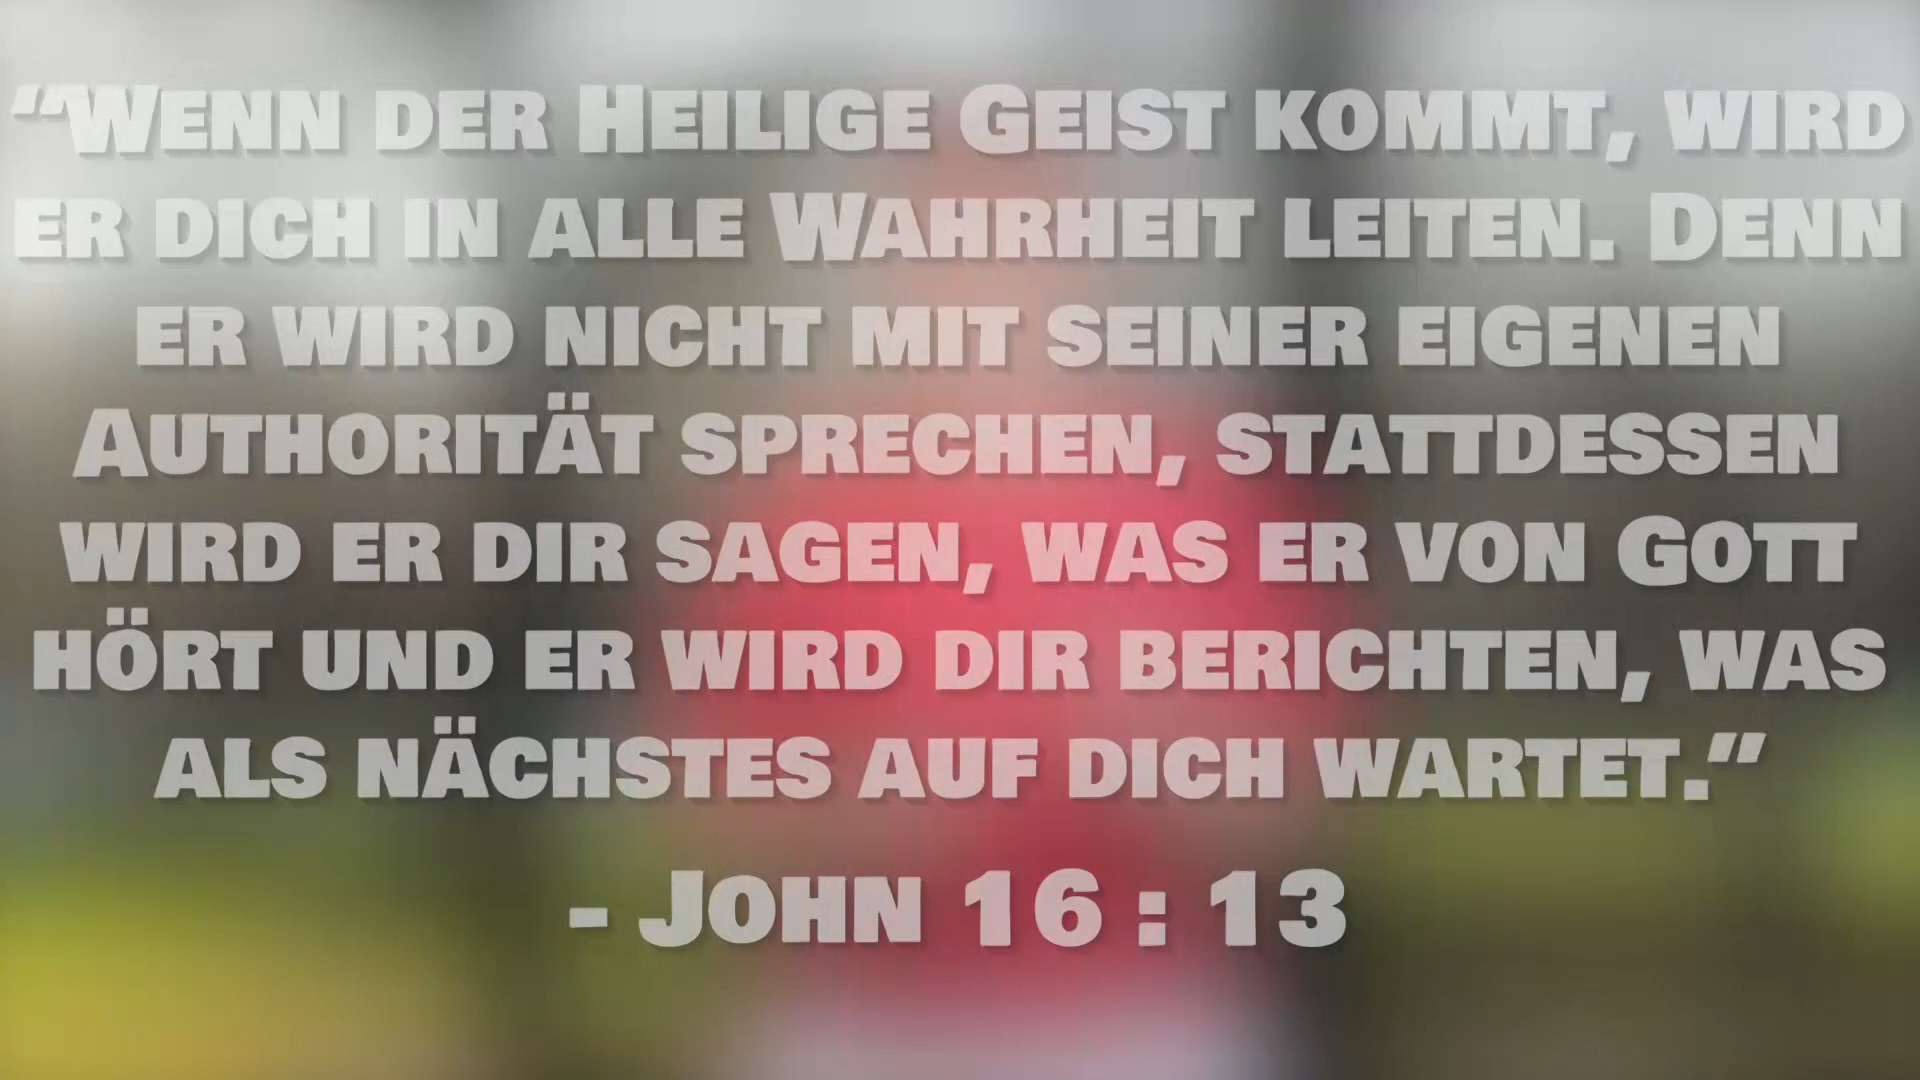 “Wenn der Heilige Geist kommt, wird
er dich in alle Wahrheit leiten. Denn
er wird nicht mit seiner eigenen
Authorität sprechen, stattdessen
wird er dir sagen, was er von Gott
hört und er wird dir berichten, was
als nächstes auf dich wartet.”
- John 16 : 13